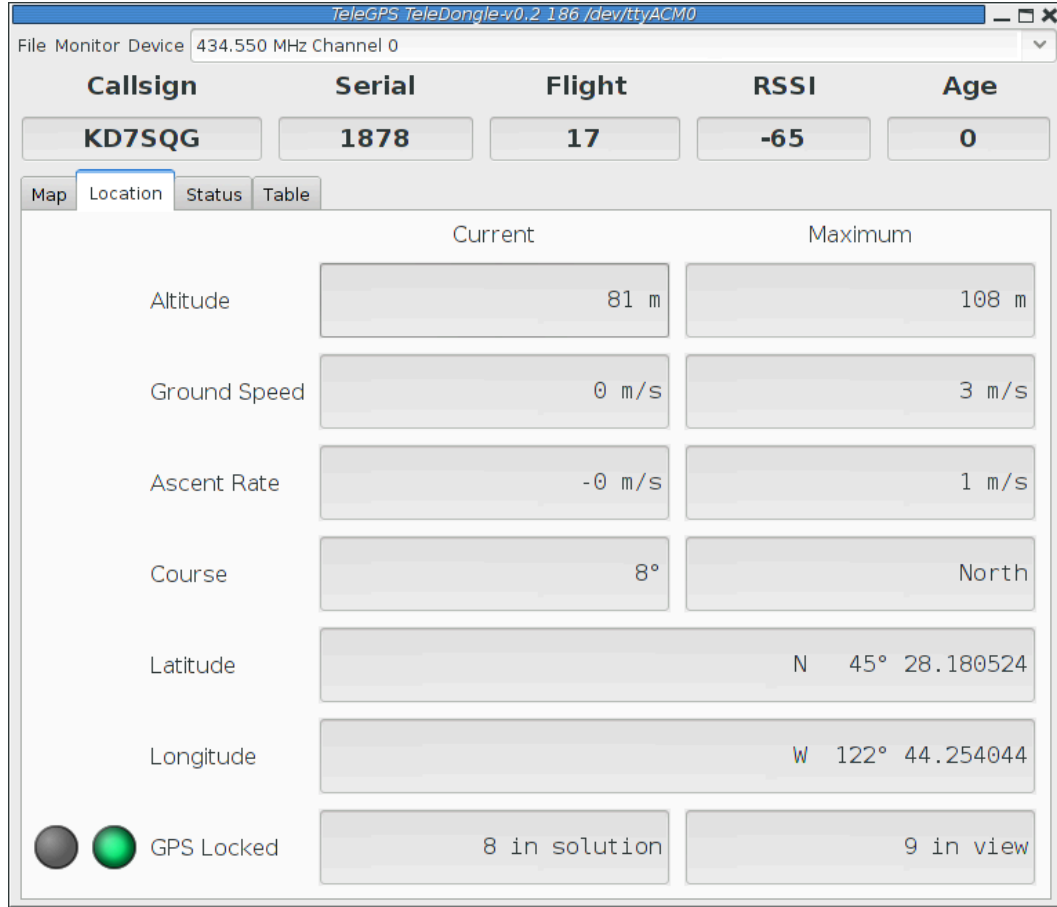 TeleGPS TeleDongle-v0.2 186 /dev/ttyACM0
File Monitor Device 434.550 MHz Channel 0
Callsign Serial Flight RSSI Age
KD7SQG 1878 17 -65 0
Map Location Status Table
Current Maximum
Altitude 81 m 108 m
Ground Speed 0 m/s 3 m/s
Ascent Rate -0 m/s 1 m/s
Course 8° North
Latitude N 45° 28.180524
Longitude W 122° 44.254044
GPS Locked 8 in solution 9 in view